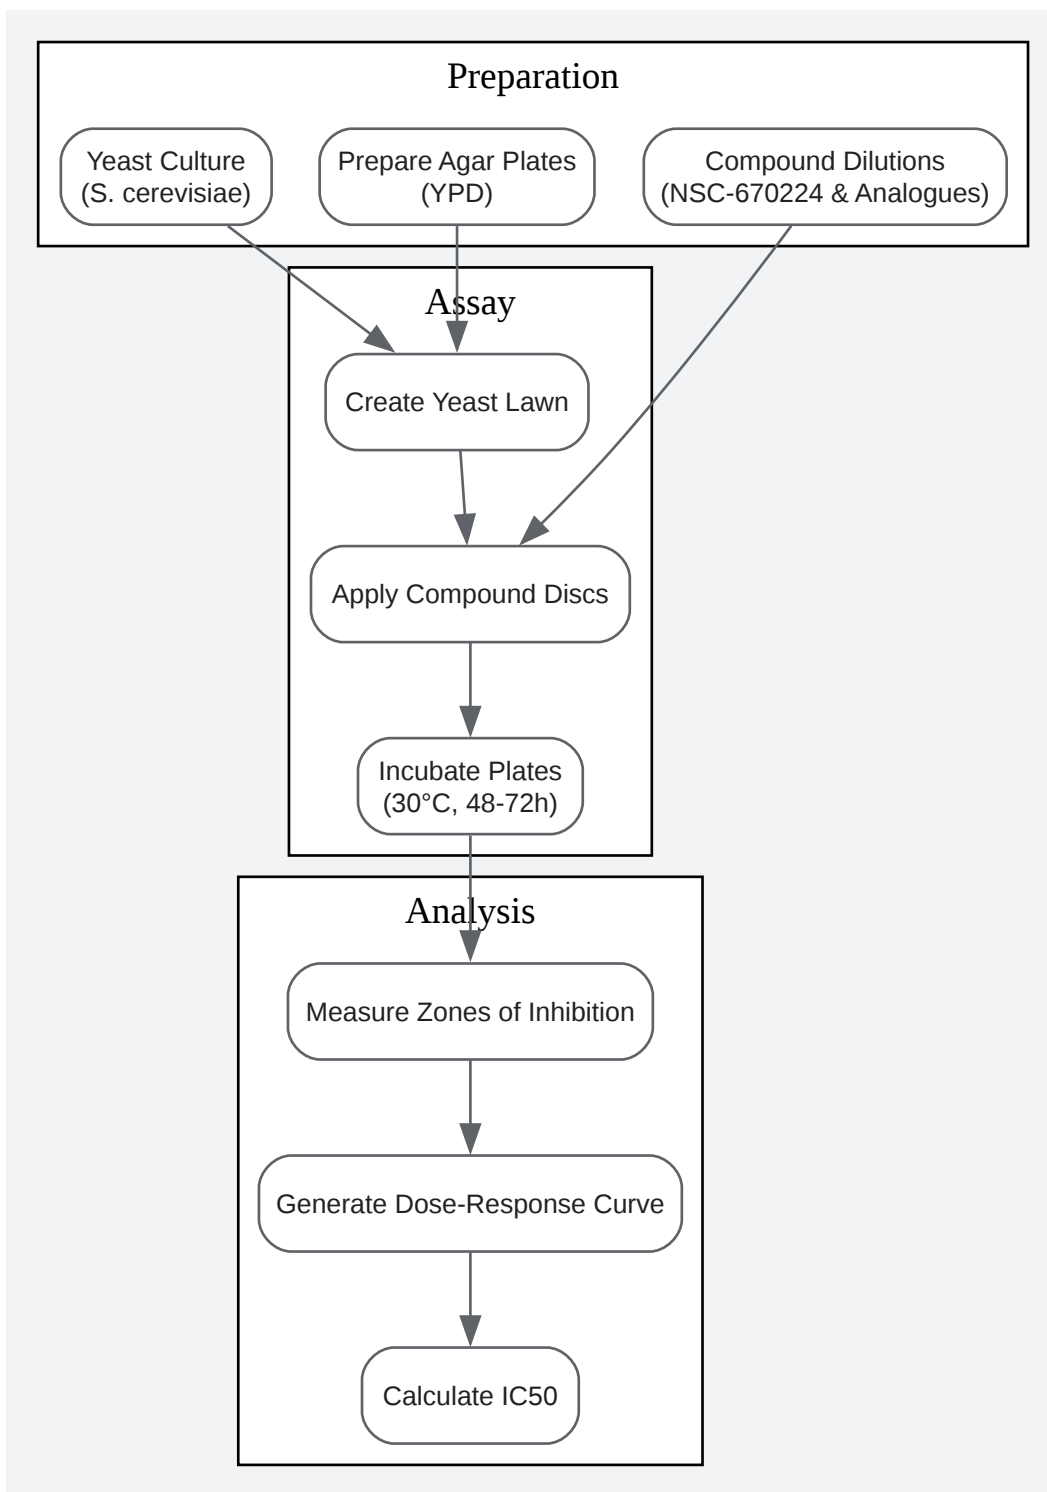 Preparation
Yeast Culture
(S. cerevisiae)
Prepare Agar Plates
(YPD)
Compound Dilutions
(NSC-670224 & Analogues)
Assay
Create Yeast Lawn
Apply Compound Discs
Incubate Plates
(30°C, 48-72h)
Analysis
Measure Zones of Inhibition
Generate Dose-Response Curve
Calculate IC50